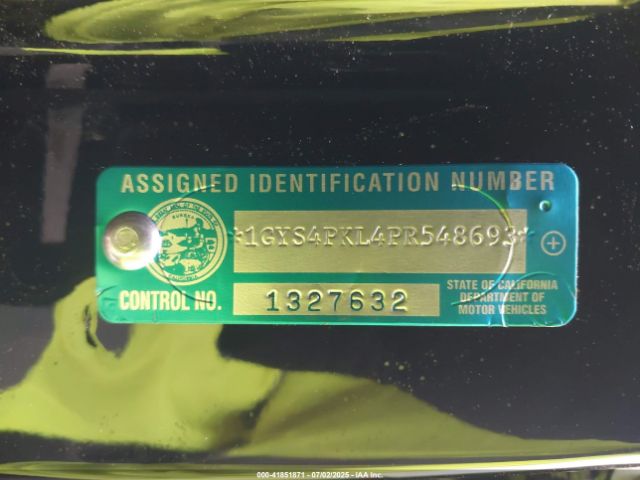 ASSIGNED IDENTIFICATION NUMBER
EUREKA
*1GYS4PKL4PR548693*
CONTROL NO. 1327632
STATE OF CALIFORNIA
DEPARTMENT OF
MOTOR VEHICLES
000-41851871 - 07/02/2025 - IAA Inc.